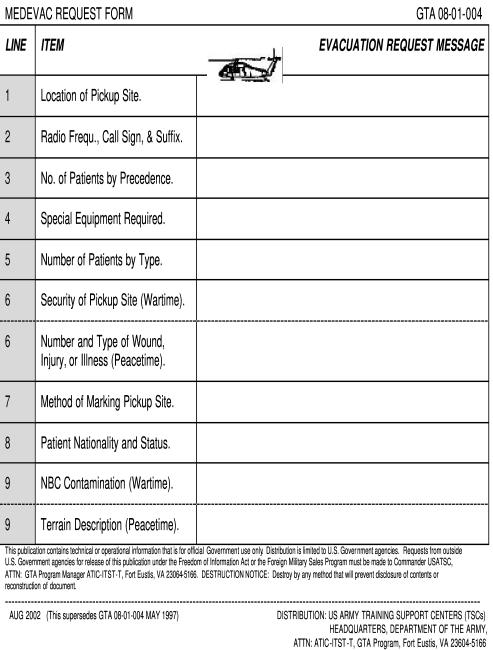 MEDEVAC REQUEST FORM GTA 08-01-004
LINE ITEM EVACUATION REQUEST MESSAGE
1 Location of Pickup Site.
2 Radio Frequ., Call Sign, & Suffix.
3 No. of Patients by Precedence.
4 Special Equipment Required.
5 Number of Patients by Type.
6 Security of Pickup Site (Wartime).
6 Number and Type of Wound,
Injury, or Illness (Peacetime).
7 Method of Marking Pickup Site.
8 Patient Nationality and Status.
9 NBC Contamination (Wartime).
9 Terrain Description (Peacetime).
This publication contains technical or operational information that is for official Government use only. Distribution is limited to U.S. Government agencies. Requests from outside
U.S. Government agencies for release of this publication under the Freedom of Information Act or the Foreign Military Sales Program must be made to Commander USATSC,
ATTN: GTA Program Manager ATIC-ITST-T, Fort Eustis, VA 23064-5166. DESTRUCTION NOTICE: Destroy by any method that will prevent disclosure of contents or
reconstruction of document.
AUG 2002 (This supersedes GTA 08-01-004 MAY 1997) DISTRIBUTION: US ARMY TRAINING SUPPORT CENTERS (TSCs)
HEADQUARTERS, DEPARTMENT OF THE ARMY,
ATTN: ATIC-ITST-T, GTA Program, Fort Eustis, VA 23604-5166